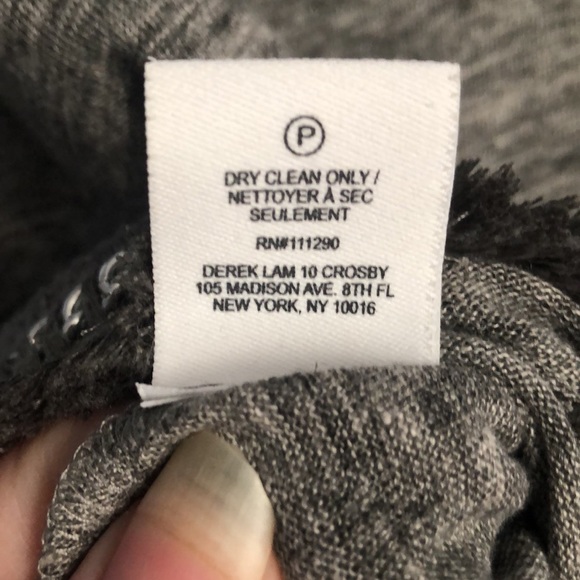 P
DRY CLEAN ONLY /
NETTOYER À SEC
SEULEMENT
RN#111290
DEREK LAM 10 CROSBY
105 MADISON AVE. 8TH FL
NEW YORK, NY 10016